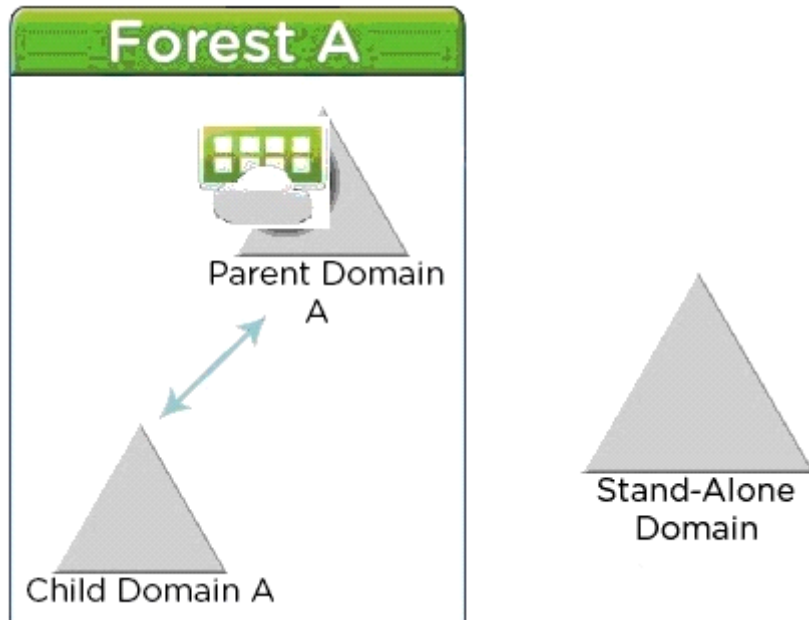 Forest A
Parent Domain
A
Stand-Alone
Domain
Child Domain A